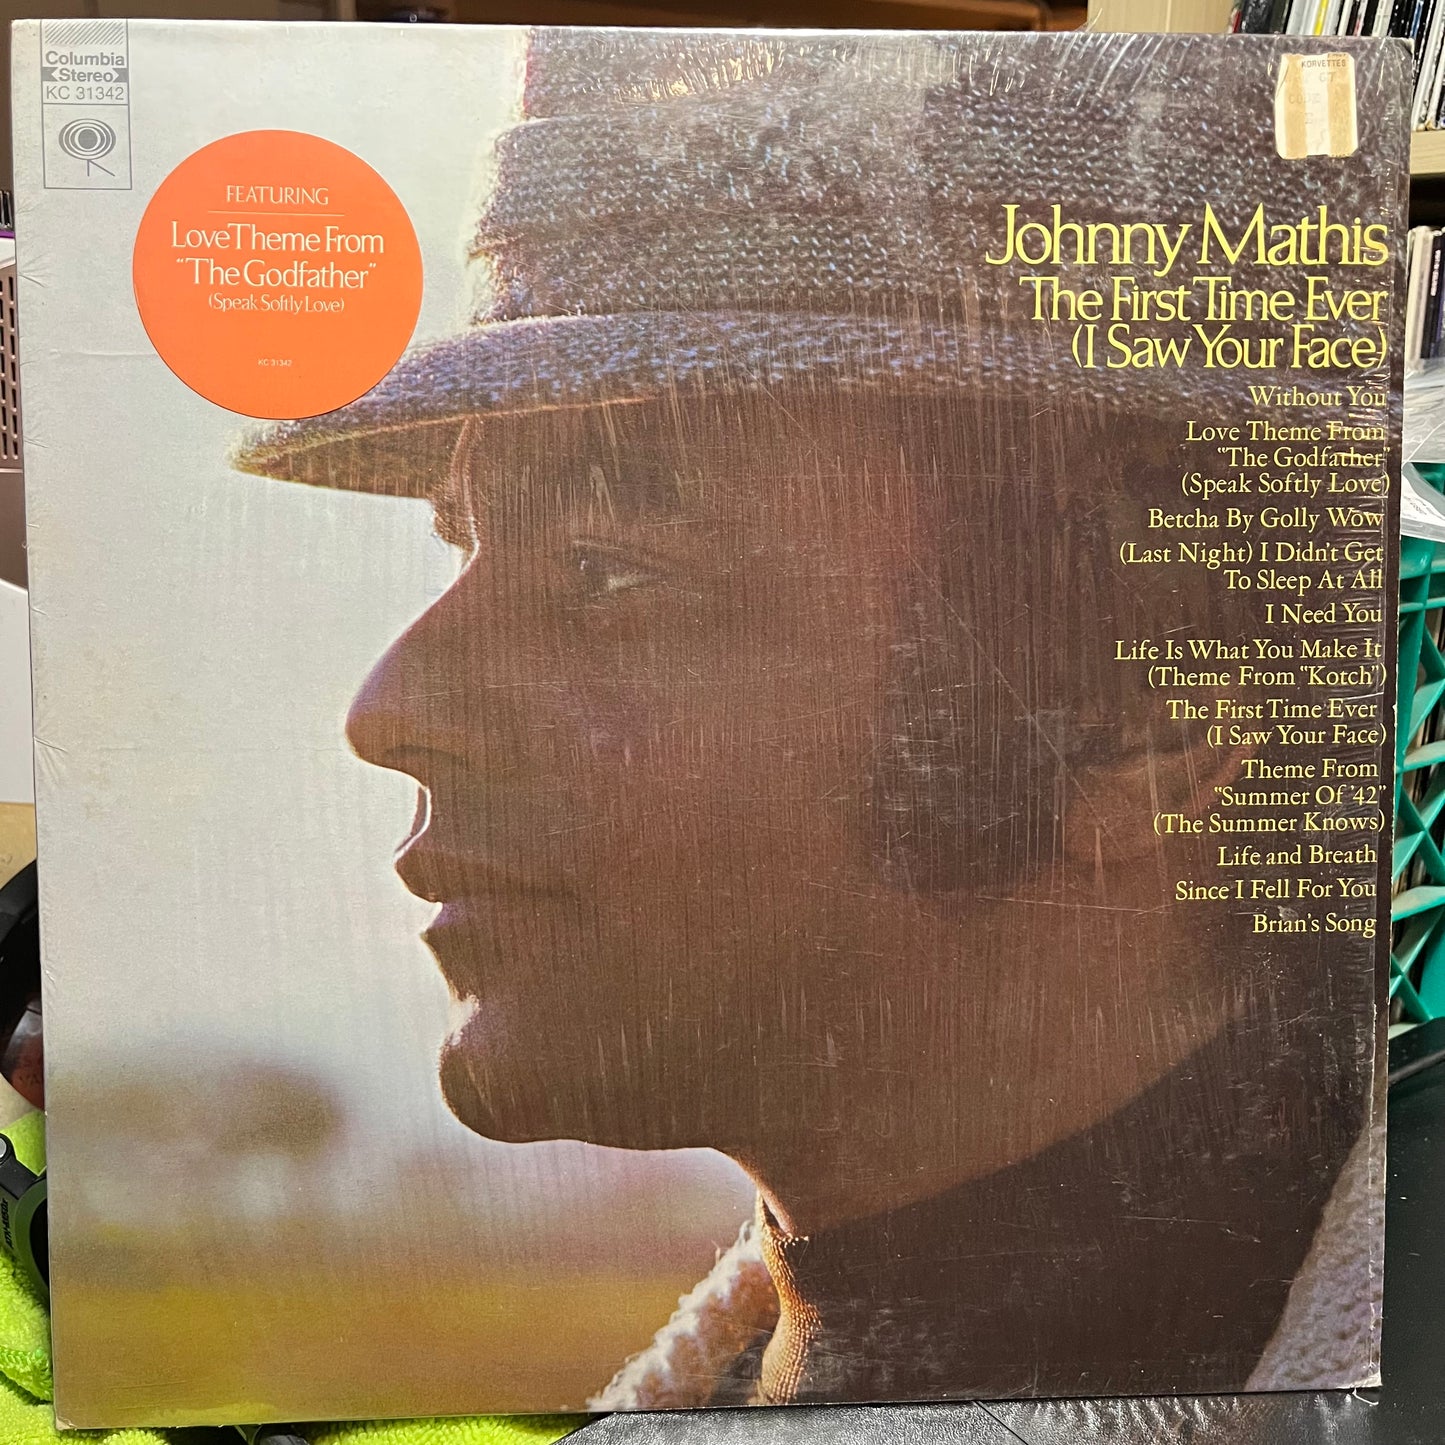 Columbia
Stereo
KC 31342
FEATURING
Love Theme From
"The Godfather"
(Speak Softly Love)
KC 31342
KORVETTES
Johnny Mathis
The First Time Ever
(I Saw Your Face)
Without You
Love Theme From
"The Godfather"
(Speak Softly Love)
Betcha By Golly Wow
(Last Night) I Didn't Get
To Sleep At All
I Need You
Life Is What You Make It
(Theme From "Kotch")
The First Time Ever
(I Saw Your Face)
Theme From
"Summer Of '42"
(The Summer Knows)
Life and Breath
Since I Fell For You
Brian's Song